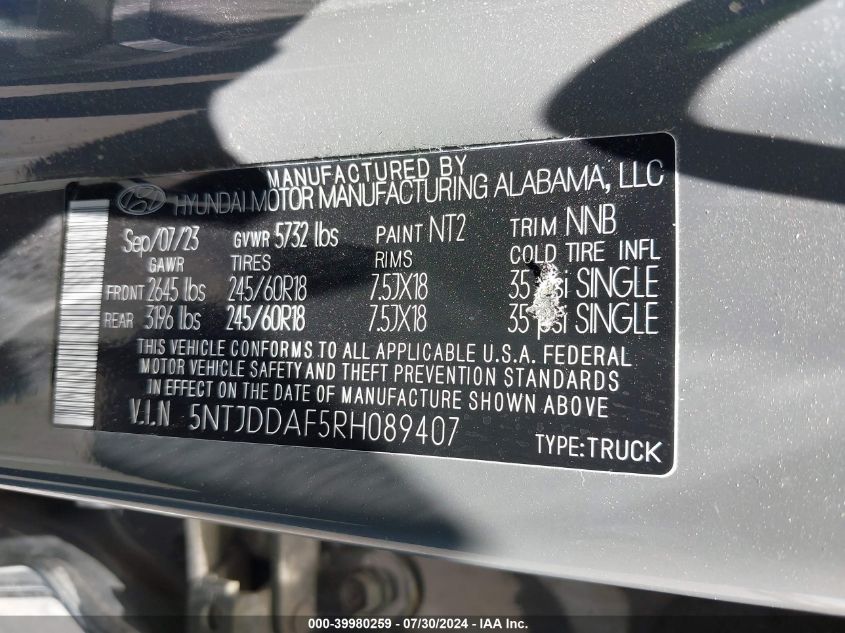 MANUFACTURED BY
HYUNDAI MOTOR MANUFACTURING ALABAMA, LLC
Sep/07/23 GVWR 5732 lbs PAINT NT2 TRIM NNB
GAWR TIRES RIMS COLD TIRE INFL
FRONT 2645 lbs 245/60R18 7.5JX18 35 psi SINGLE
REAR 3196 lbs 245/60R18 7.5JX18 35 psi SINGLE
THIS VEHICLE CONFORMS TO ALL APPLICABLE U.S.A. FEDERAL
MOTOR VEHICLE SAFETY AND THEFT PREVENTION STANDARDS
IN EFFECT ON THE DATE OF MANUFACTURE SHOWN ABOVE
V.I.N 5NTJDDAF5RH089407
TYPE:TRUCK
000-39980259 - 07/30/2024 - IAA Inc.